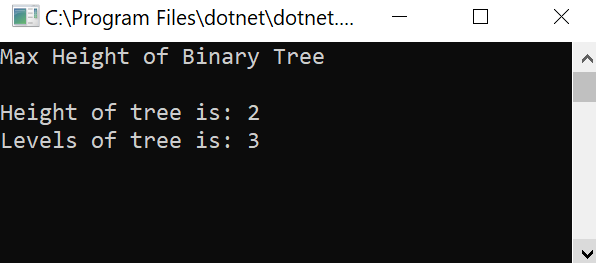 C:\Program Files\dotnet\dotnet....
Max Height of Binary Tree
Height of tree is: 2
Levels of tree is: 3